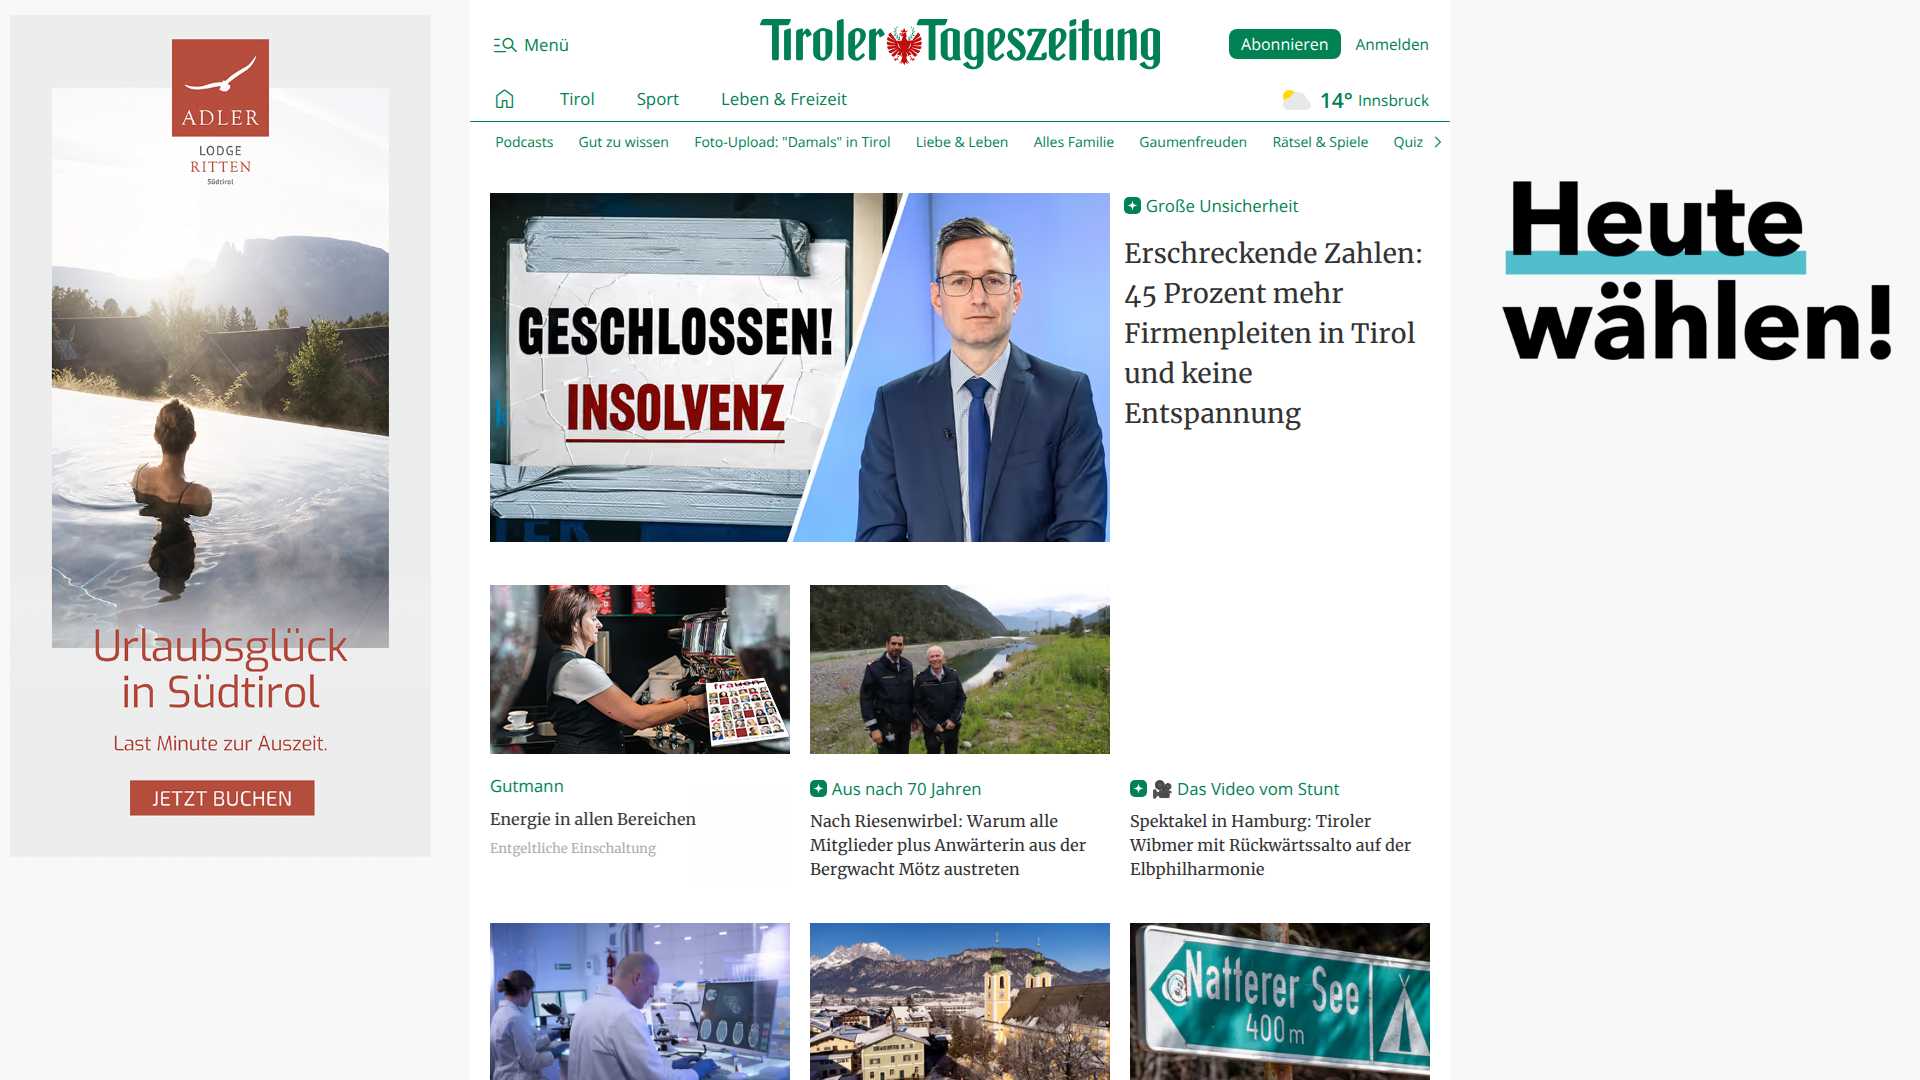 ADLER
LODGE
RITTEN
Südtirol
Urlaubsglück
in Südtirol
Last Minute zur Auszeit.
JETZT BUCHEN
Menü
Tiroler Tageszeitung
Abonnieren
Anmelden
Tirol
Sport
Leben & Freizeit
14° Innsbruck
Podcasts
Gut zu wissen
Foto-Upload: "Damals" in Tirol
Liebe & Leben
Alles Familie
Gaumenfreuden
Rätsel & Spiele
Quiz
GESCHLOSSEN!
INSOLVENZ
Große Unsicherheit
Erschreckende Zahlen:
45 Prozent mehr
Firmenpleiten in Tirol
und keine
Entspannung
Heute
wählen!
frauen
Gutmann
Energie in allen Bereichen
Entgeltliche Einschaltung
Aus nach 70 Jahren
Nach Riesenwirbel: Warum alle
Mitglieder plus Anwärterin aus der
Bergwacht Mötz austreten
Das Video vom Stunt
Spektakel in Hamburg: Tiroler
Wibmer mit Rückwärtssalto auf der
Elbphilharmonie
Natterer See
400 m